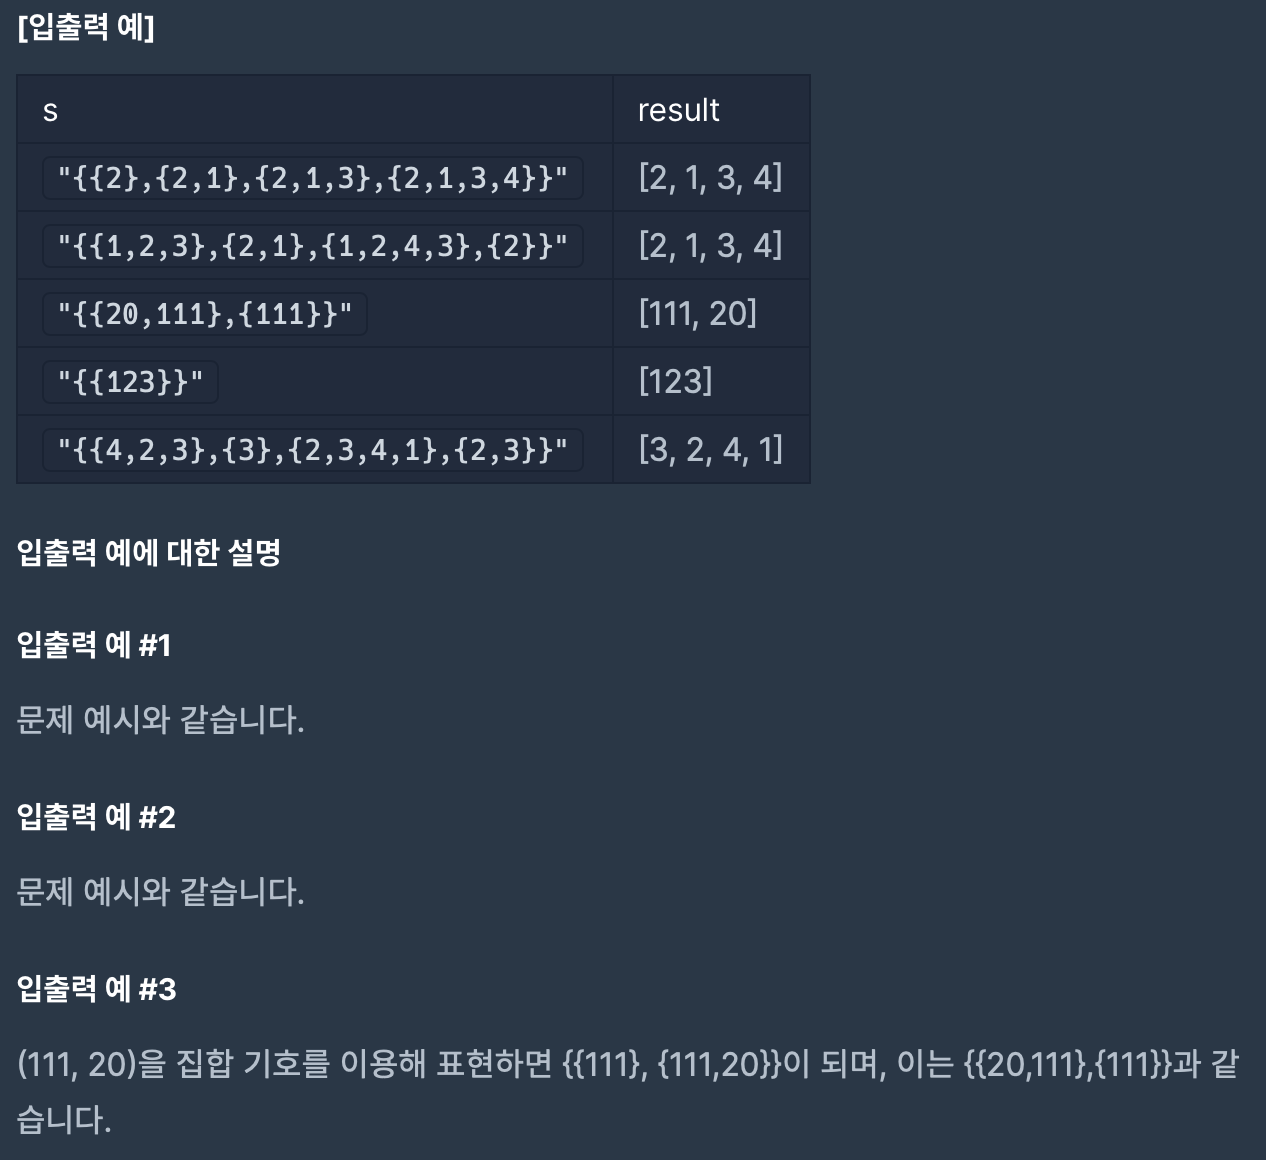 [입출력 예]
s result
"{{2},{2,1},{2,1,3},{2,1,3,4}}" [2, 1, 3, 4]
"{{1,2,3},{2,1},{1,2,4,3},{2}}" [2, 1, 3, 4]
"{{20,111},{111}}" [111, 20]
"{{123}}" [123]
"{{4,2,3},{3},{2,3,4,1},{2,3}}" [3, 2, 4, 1]
입출력 예에 대한 설명
입출력 예 #1
문제 예시와 같습니다.
입출력 예 #2
문제 예시와 같습니다.
입출력 예 #3
(111, 20)을 집합 기호를 이용해 표현하면 {{111}, {111,20}}이 되며, 이는 {{20,111},{111}}과 같
습니다.